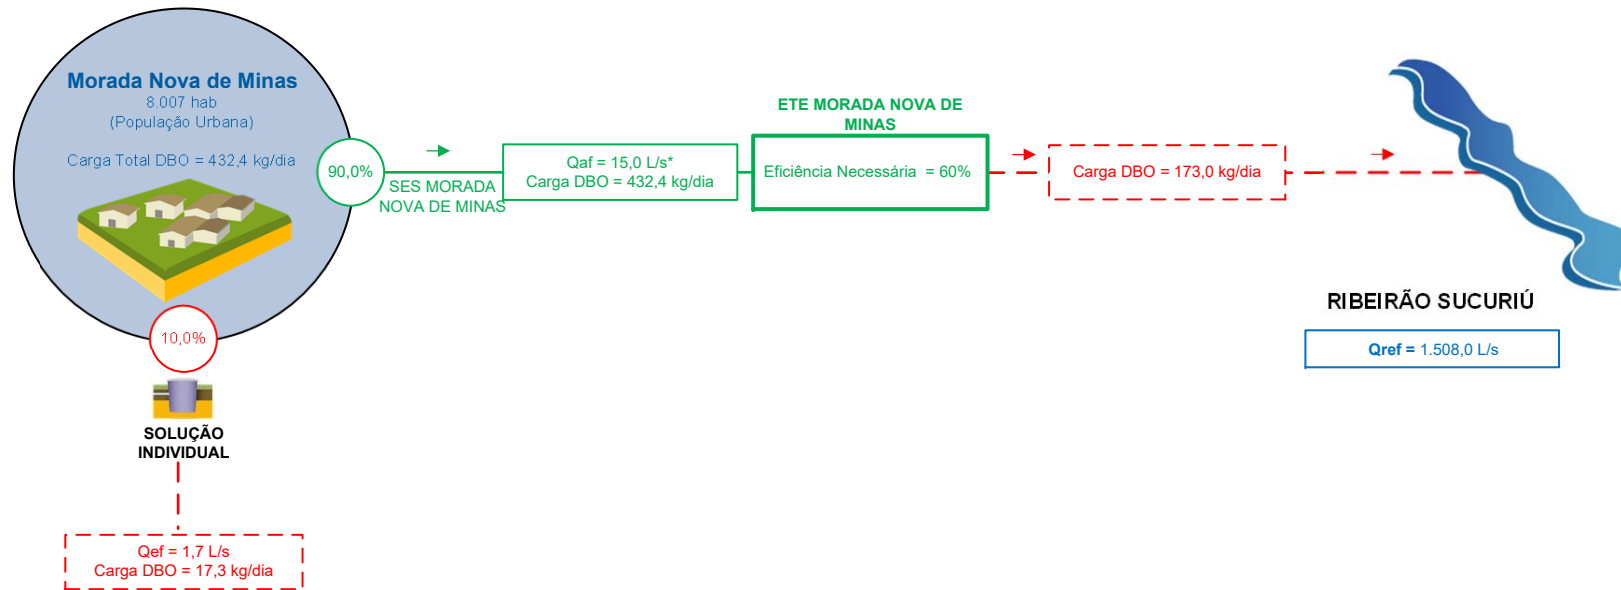 Morada Nova de Minas
8.007 hab
(População Urbana)
Carga Total DBO = 432,4 kg/dia
90,0%
SES MORADA
NOVA DE MINAS
Qaf = 15,0 L/s*
Carga DBO = 432,4 kg/dia
ETE MORADA NOVA DE
MINAS
Eficiência Necessária = 60%
Carga DBO = 173,0 kg/dia
RIBEIRÃO SUCURIÚ
Qref = 1.508,0 L/s
10,0%
SOLUÇÃO
INDIVIDUAL
Qef = 1,7 L/s
Carga DBO = 17,3 kg/dia